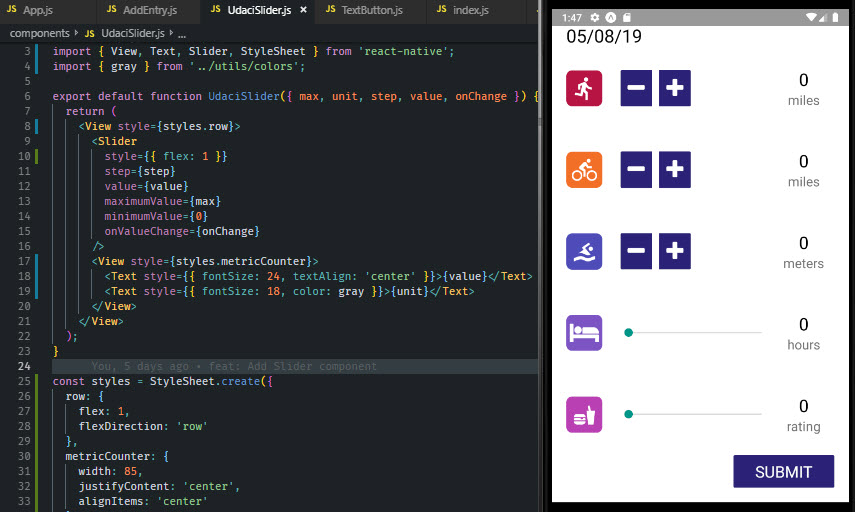 App.js
AddEntry.js
UdaciSlider.js ×
TextButton.js
index.js
components > JS UdaciSlider.js > ...
3 import { View, Text, Slider, StyleSheet } from 'react-native';
4 import { gray } from '../utils/colors';
5
6 export default function UdaciSlider({ max, unit, step, value, onChange }) {
7 return (
8 <View style={styles.row}>
9 <Slider
10 style={{ flex: 1 }}
11 step={step}
12 value={value}
13 maximumValue={max}
14 minimumValue={0}
15 onValueChange={onChange}
16 />
17 <View style={styles.metricCounter}>
18 <Text style={{ fontSize: 24, textAlign: 'center' }}>{value}</Text>
19 <Text style={{ fontSize: 18, color: gray }}>{unit}</Text>
20 </View>
21 </View>
22 );
23 }
24 You, 5 days ago • feat: Add Slider component
25 const styles = StyleSheet.create({
26 row: {
27 flex: 1,
28 flexDirection: 'row'
29 },
30 metricCounter: {
31 width: 85,
32 justifyContent: 'center',
33 alignItems: 'center'
1:47
05/08/19
0
miles
0
miles
0
meters
0
hours
0
rating
SUBMIT